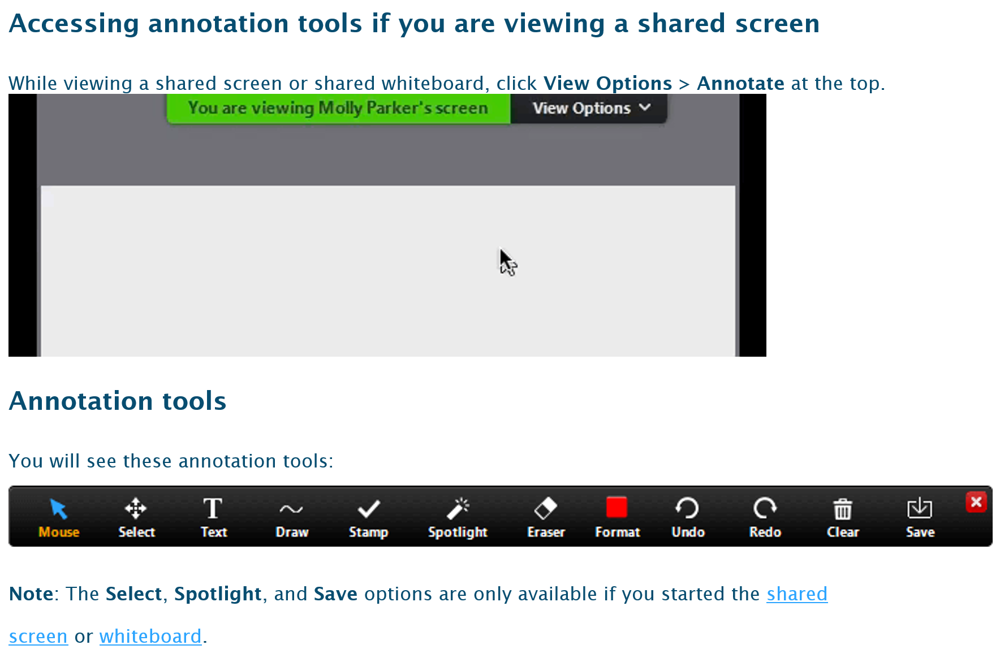 Accessing annotation tools if you are viewing a shared screen
While viewing a shared screen or shared whiteboard, click View Options > Annotate at the top.
You are viewing Molly Parker's screen View Options
Annotation tools
You will see these annotation tools:
Mouse Select Text Draw Stamp Spotlight Eraser Format Undo Redo Clear Save
Note: The Select, Spotlight, and Save options are only available if you started the shared
screen or whiteboard.